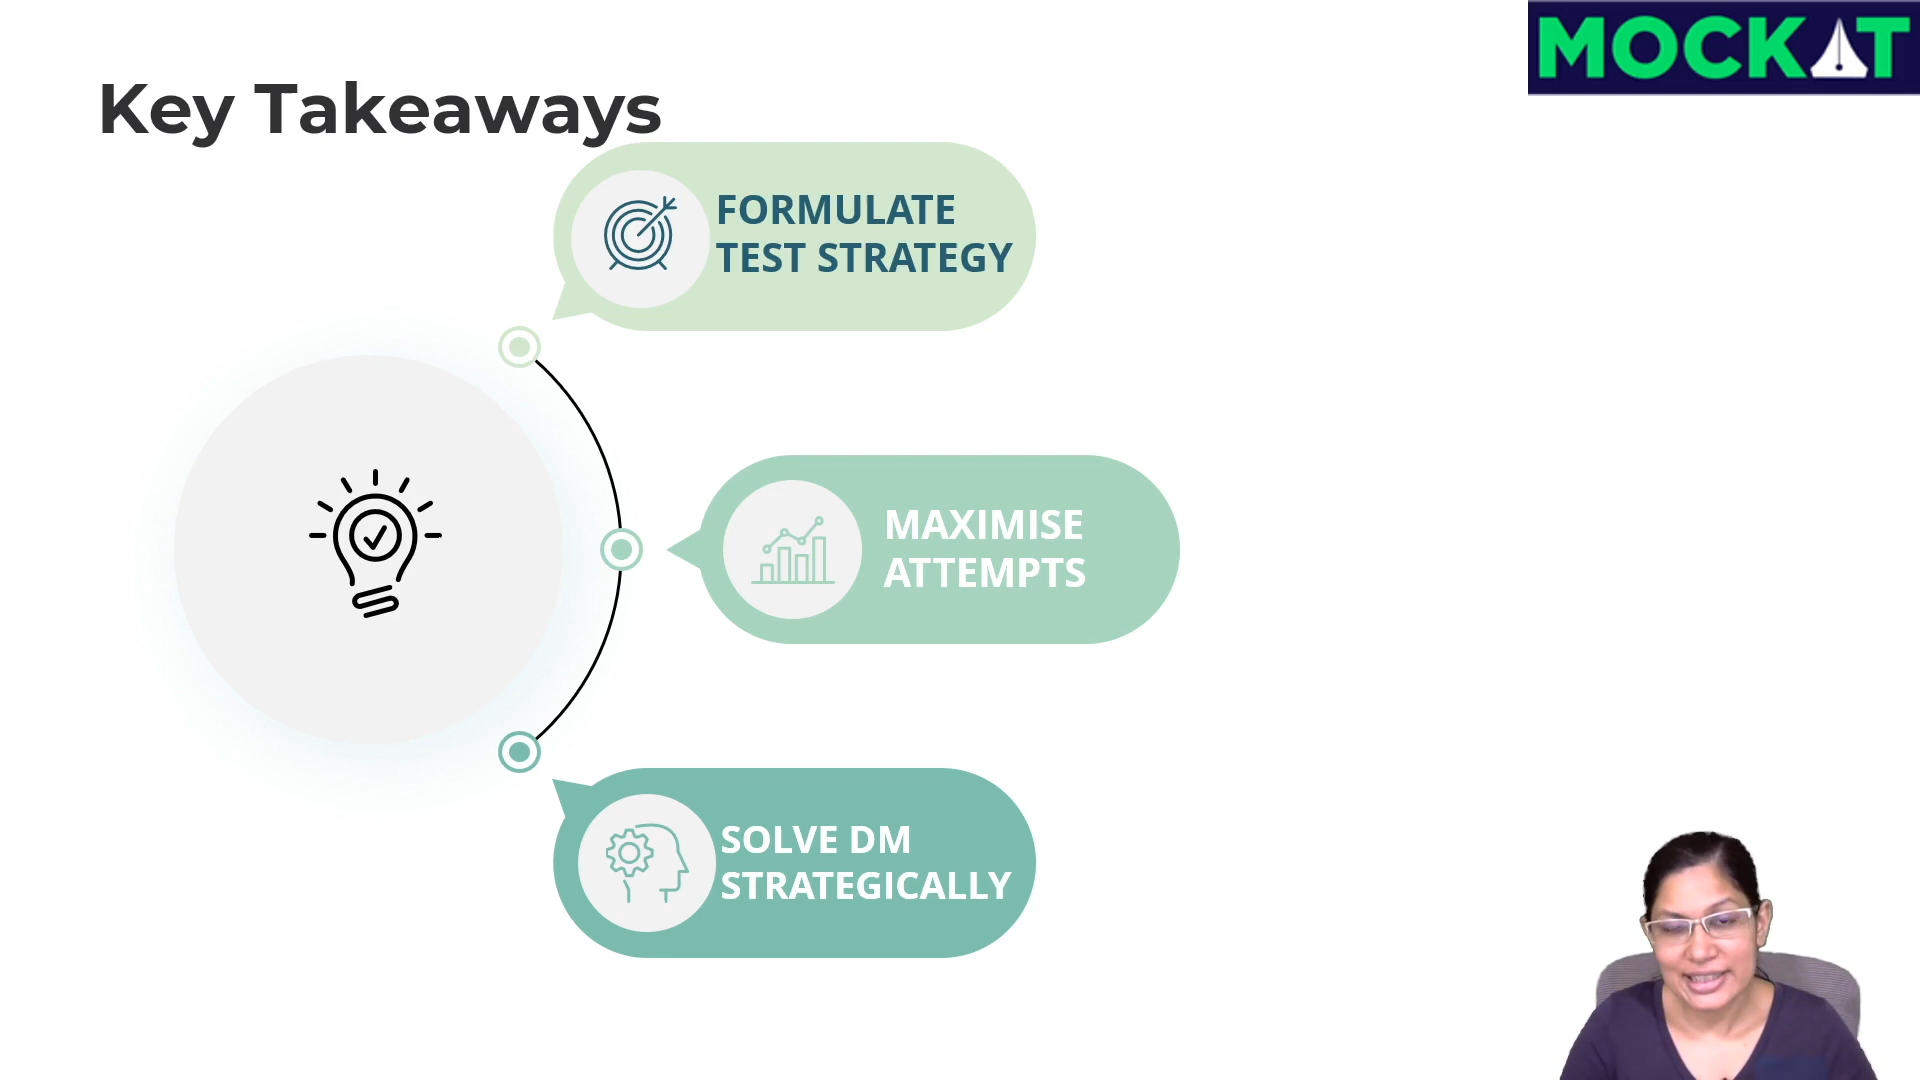 MOCKAT
Key Takeaways
FORMULATE
TEST STRATEGY
MAXIMISE
ATTEMPTS
SOLVE DM
STRATEGICALLY